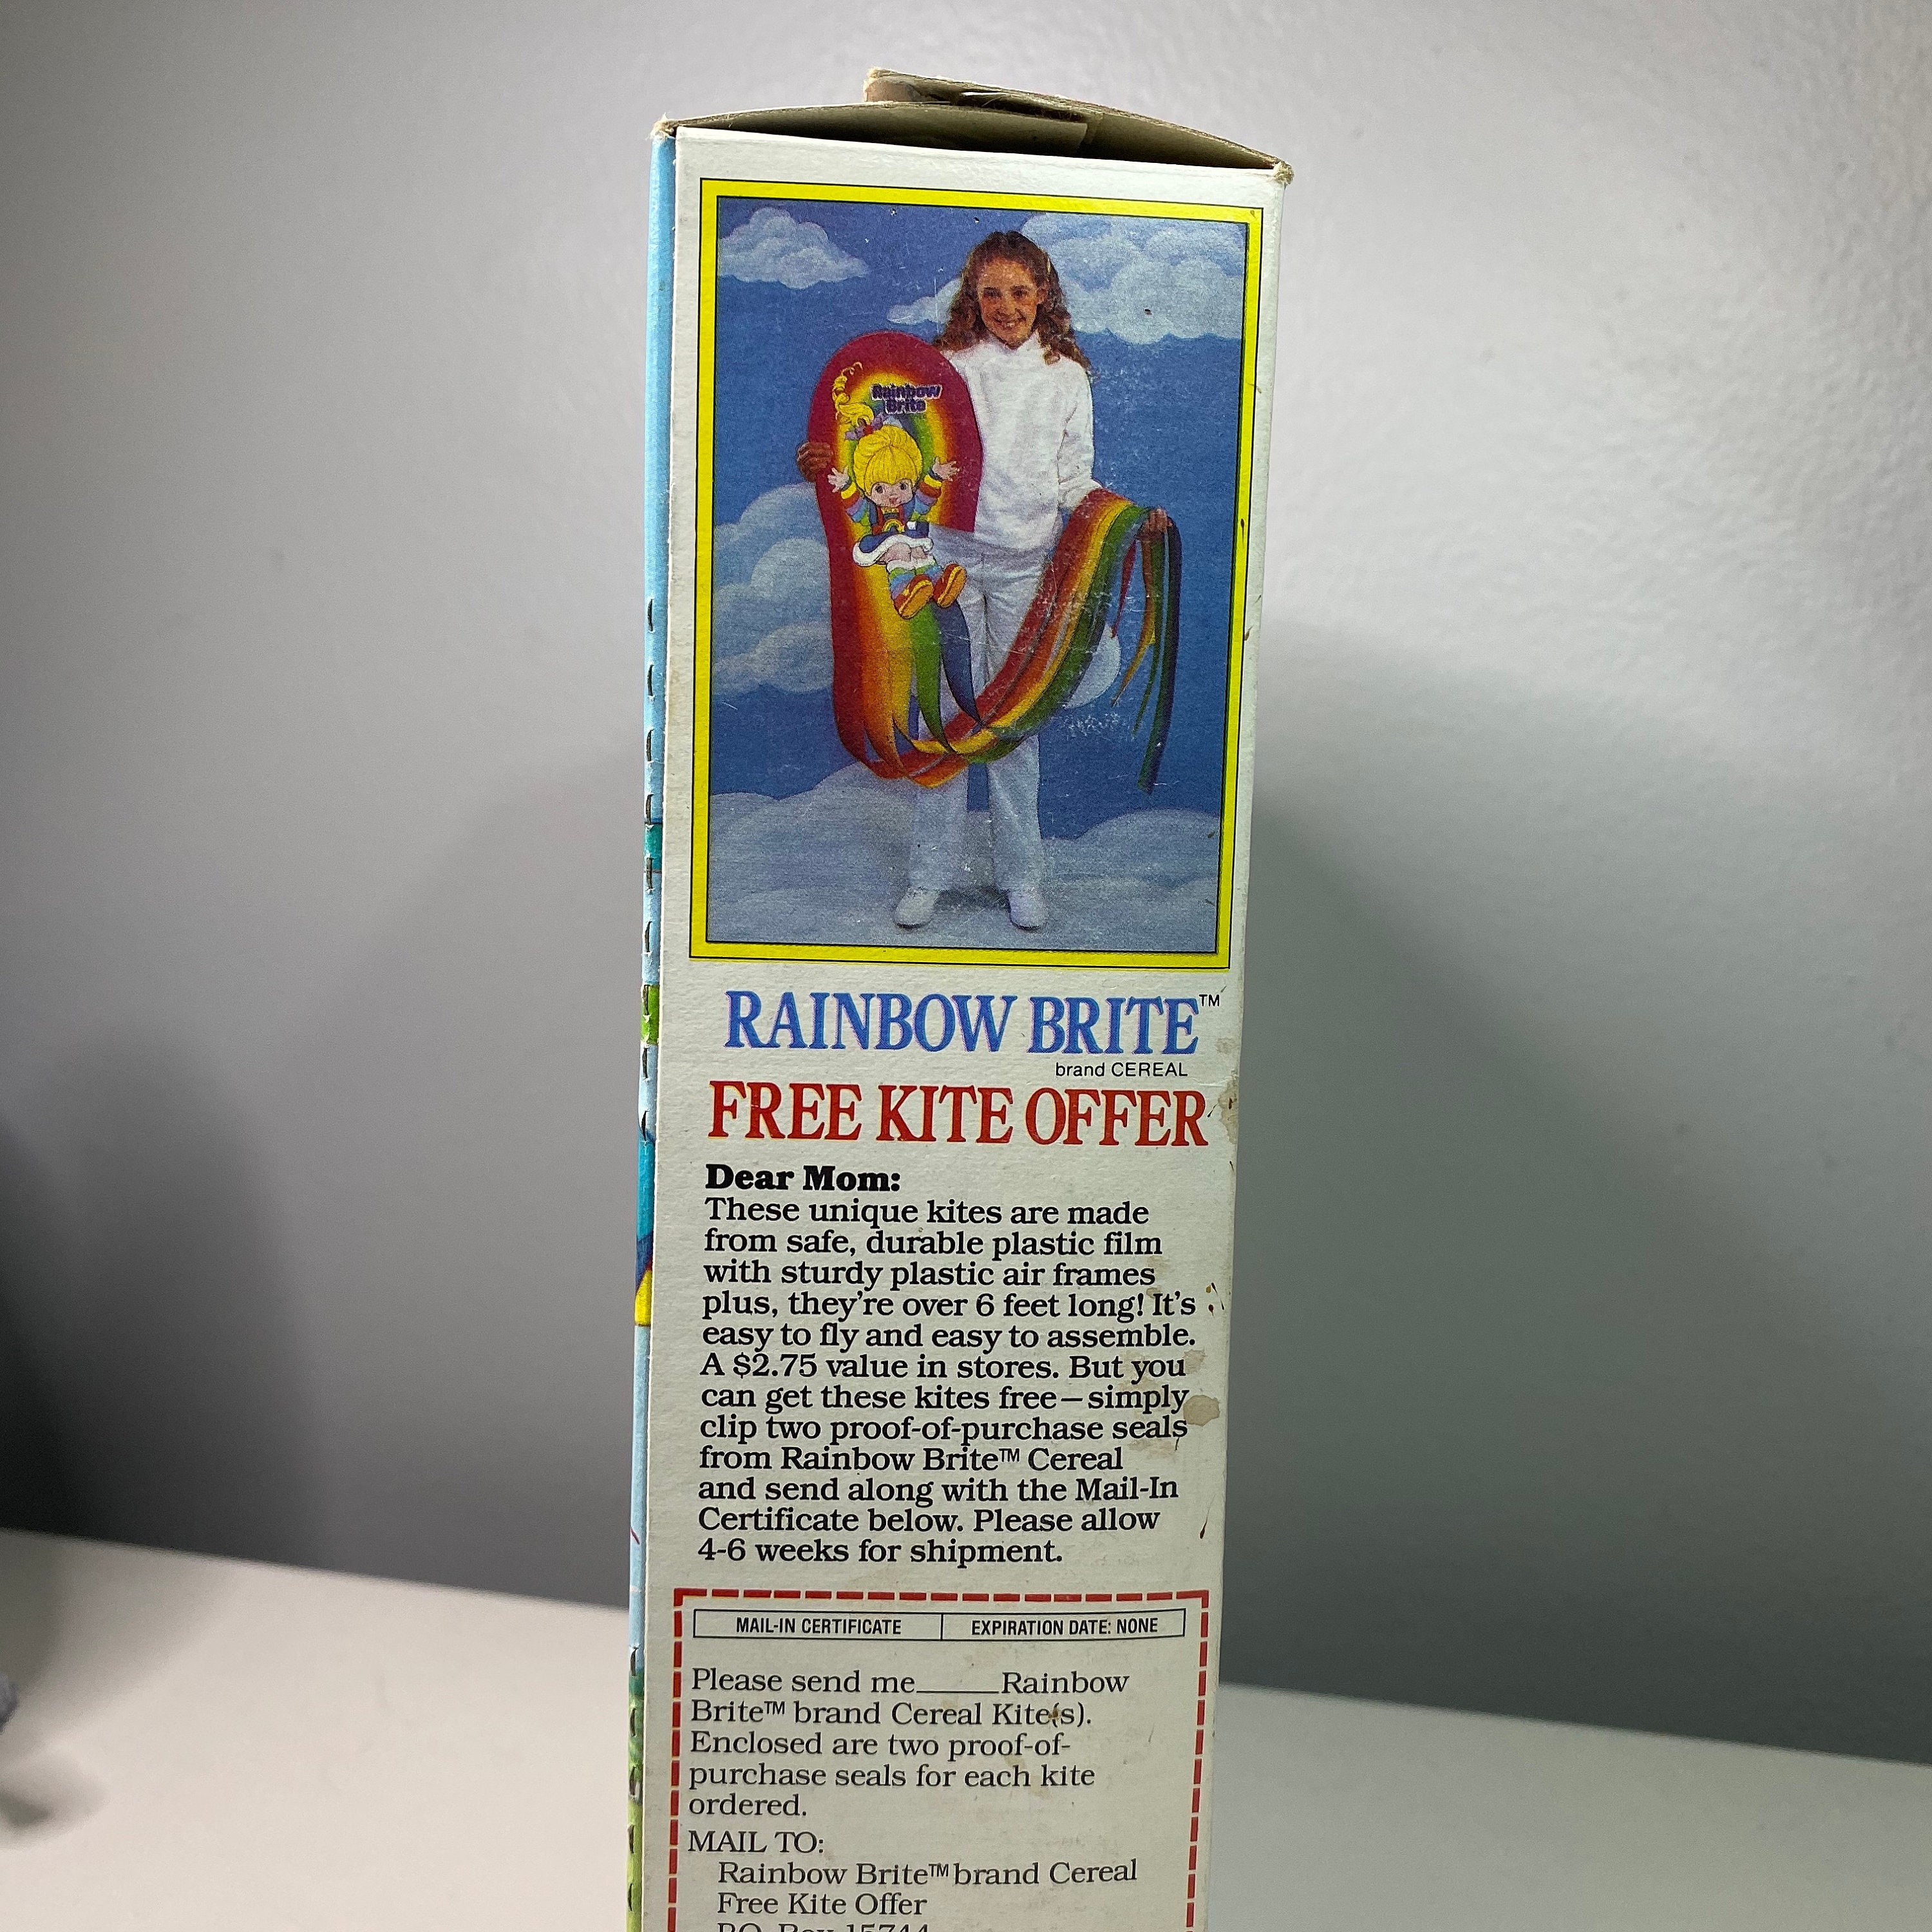 Rainbow
Brite
RAINBOW BRITE™
brand CEREAL
FREE KITE OFFER
Dear Mom:
These unique kites are made
from safe, durable plastic film
with sturdy plastic air frames
plus, they're over 6 feet long! It's
easy to fly and easy to assemble.
A $2.75 value in stores. But you
can get these kites free—simply
clip two proof-of-purchase seals
from Rainbow Brite™ Cereal
and send along with the Mail-In
Certificate below. Please allow
4-6 weeks for shipment.
MAIL-IN CERTIFICATE EXPIRATION DATE: NONE
Please send me_____Rainbow
Brite™ brand Cereal Kite(s).
Enclosed are two proof-of-
purchase seals for each kite
ordered.
MAIL TO:
Rainbow Brite™ brand Cereal
Free Kite Offer
P.O. Box 15744